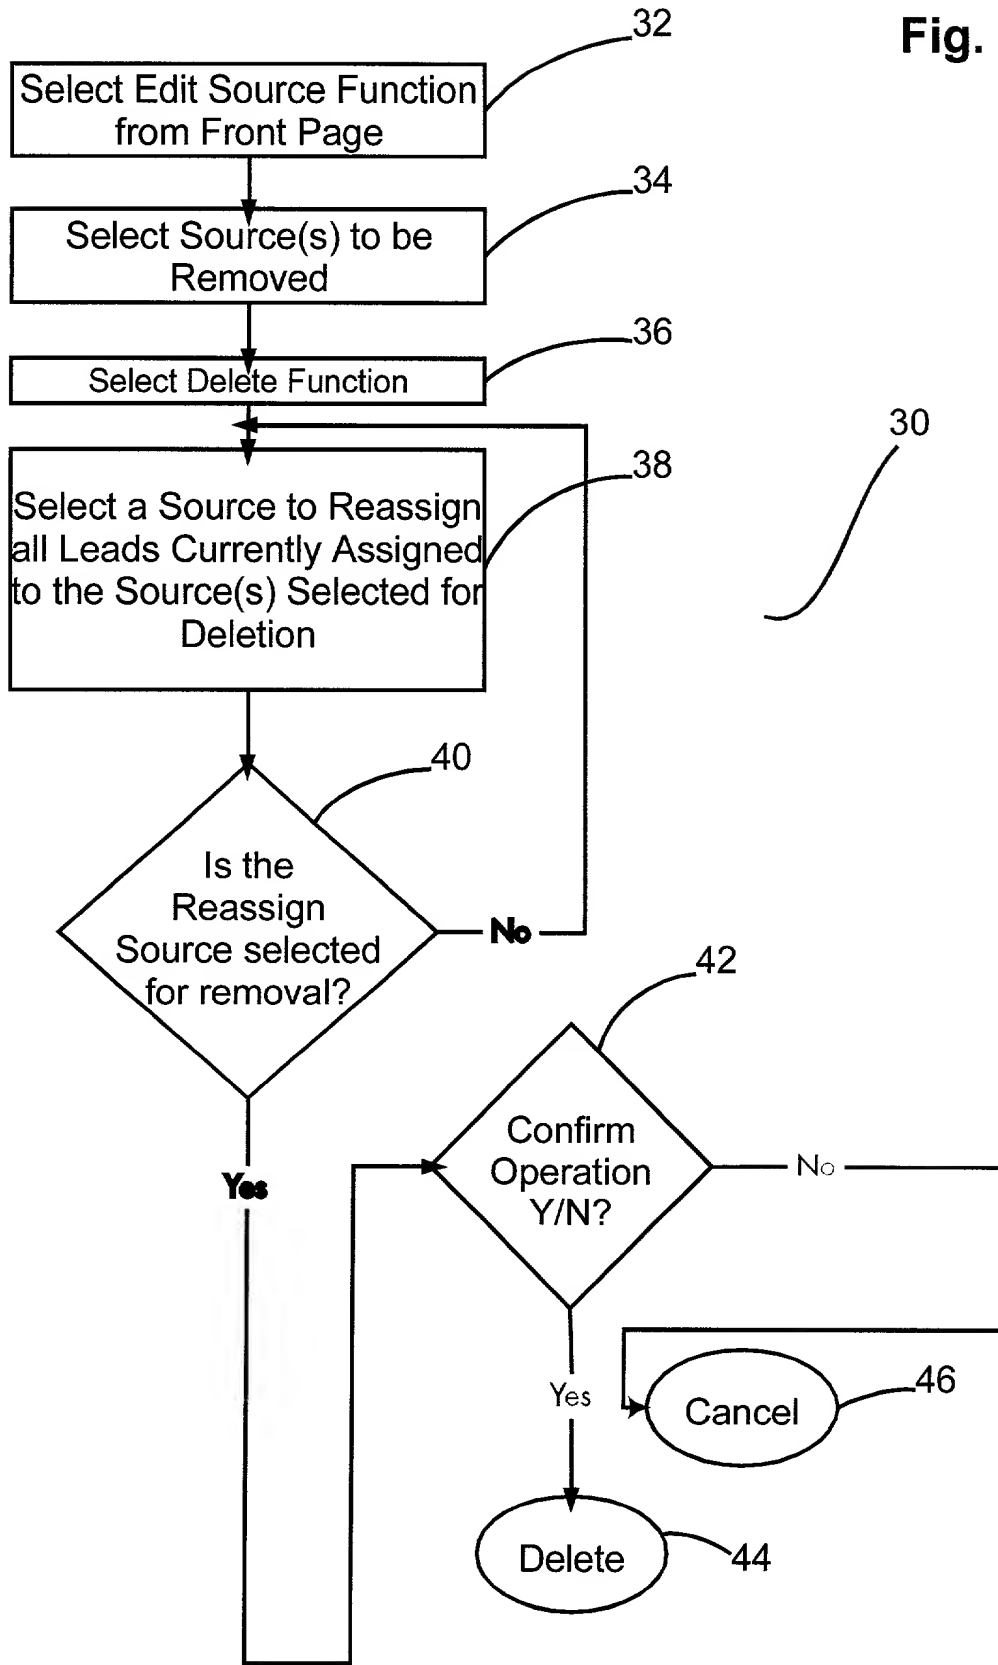 Fig.
32
Select Edit Source Function
from Front Page
34
Select Source(s) to be
Removed
36
Select Delete Function
30
38
Select a Source to Reassign
all Leads Currently Assigned
to the Source(s) Selected for
Deletion
40
Is the
Reassign
Source selected
for removal?
No
42
Confirm
Operation
Y/N?
No
Yes
Yes
46
Cancel
Delete
44